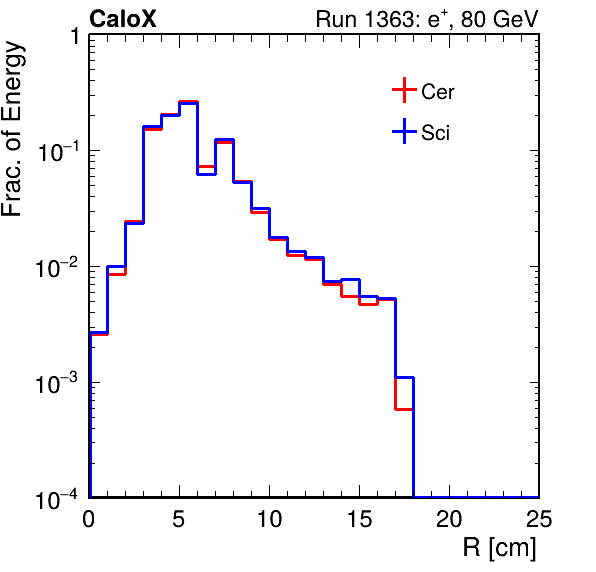 CaloX Run 1363: e⁺, 80 GeV
Frac. of Energy
1
10⁻¹
10⁻²
10⁻³
10⁻⁴
Cer
Sci
0 5 10 15 20 25
R [cm]